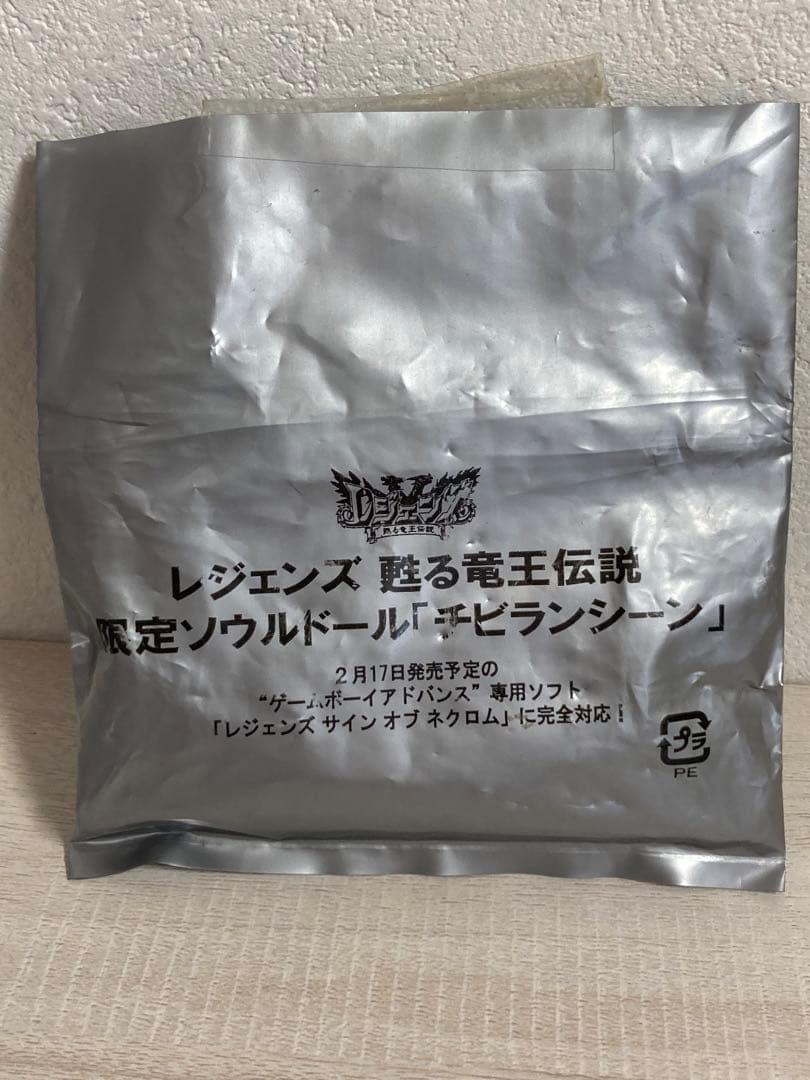 レジェンズ
甦る竜王伝説
レジェンズ 甦る竜王伝説
限定ソウルドール「チビランシーン」
2月17日発売予定の
“ゲームボーイアドバンス”専用ソフト
「レジェンズ サイン オブ ネクロム」に完全対応!
プラ
PE